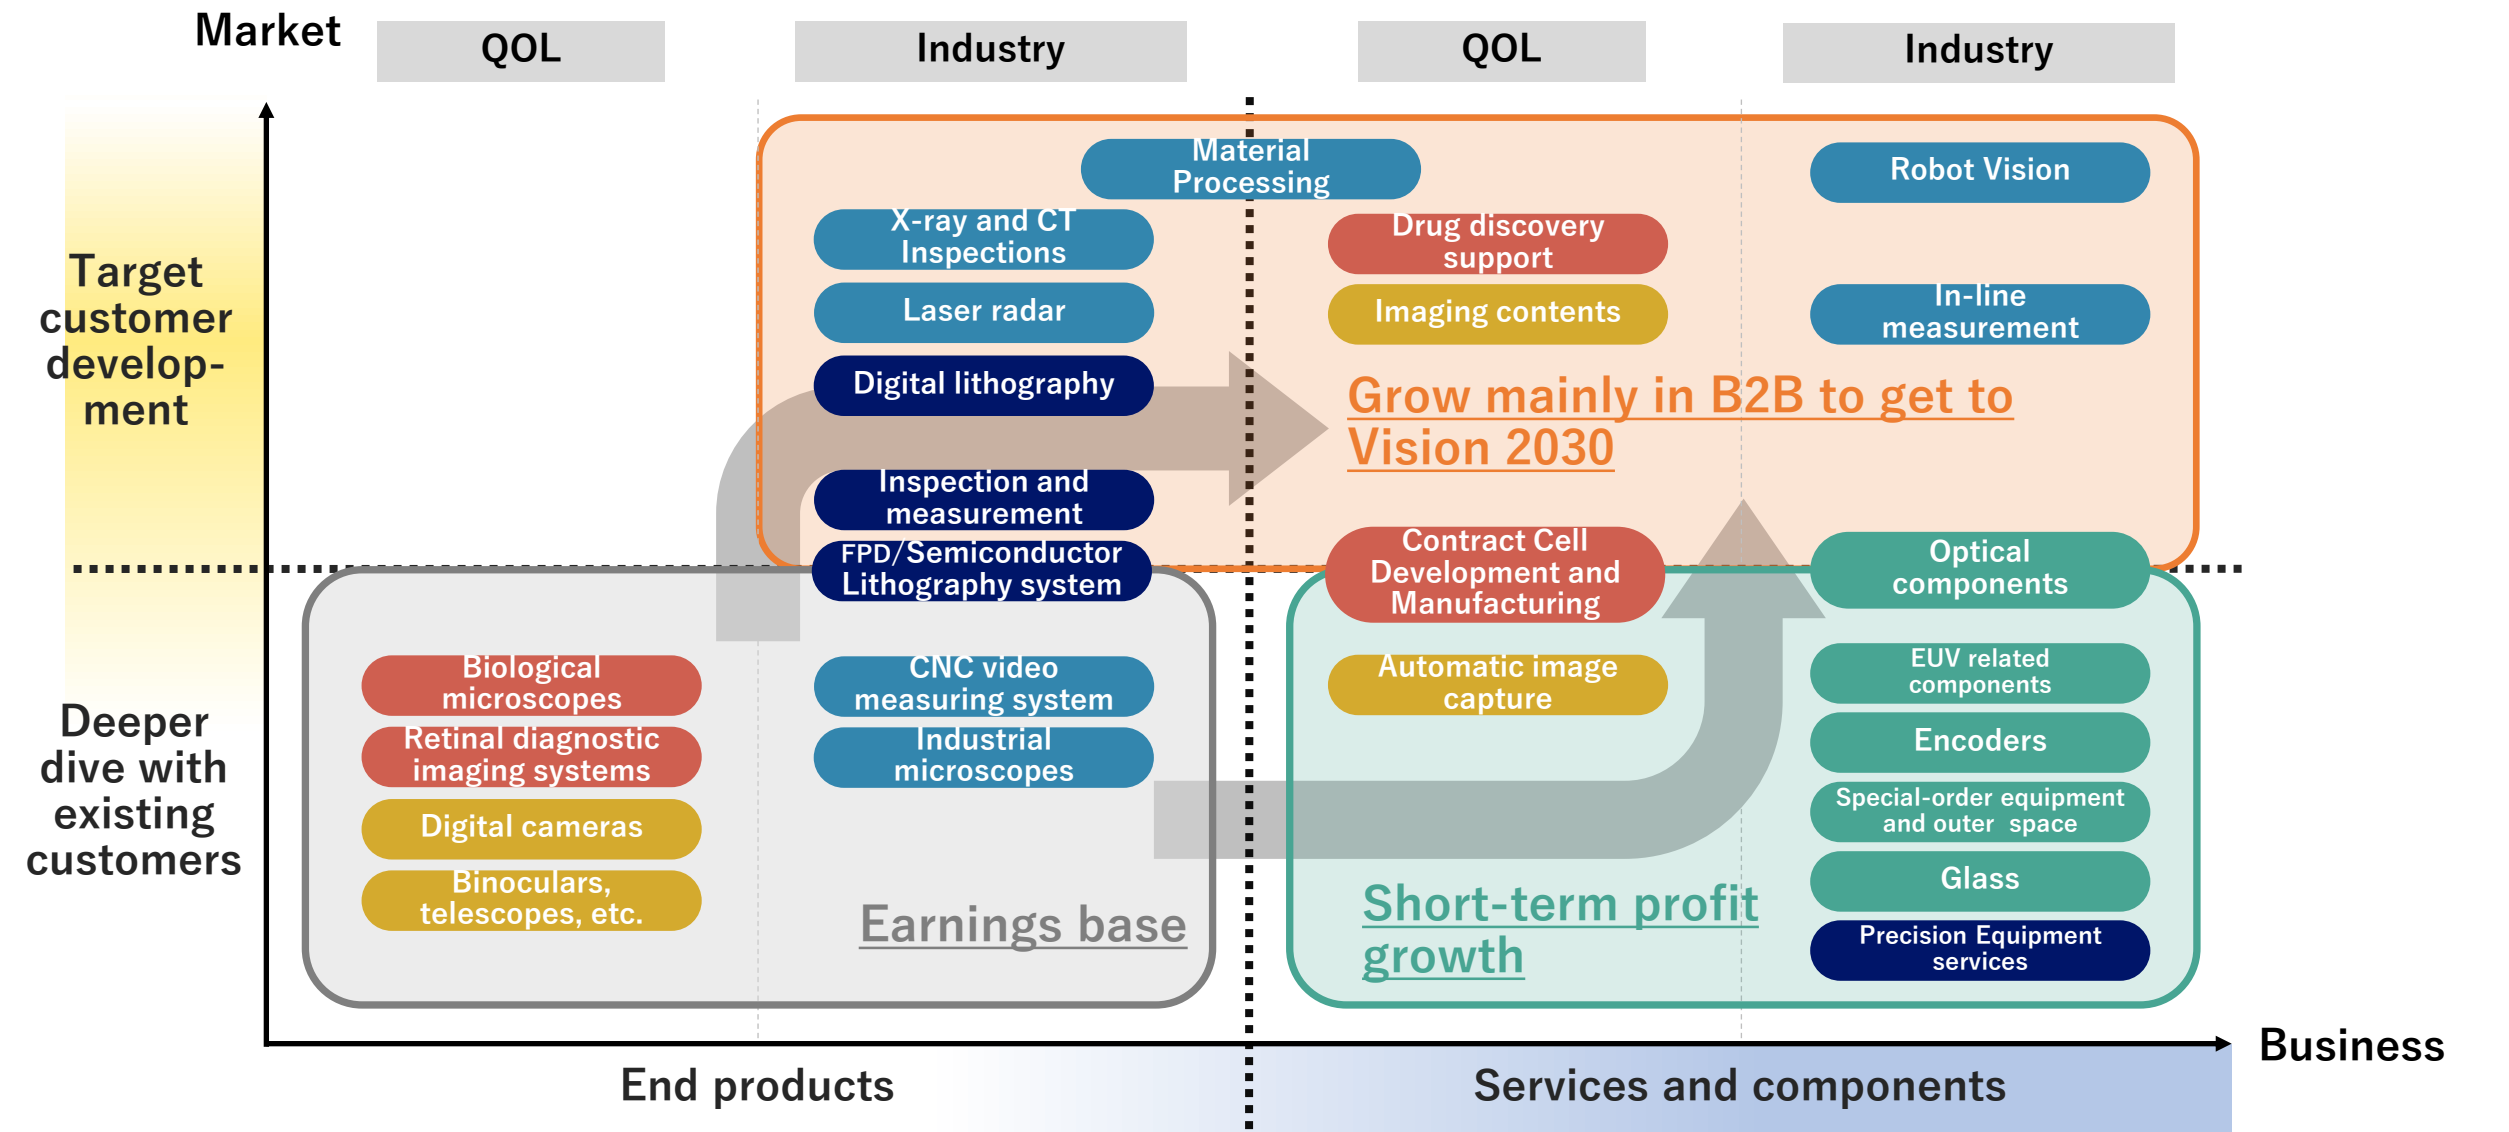 Market
QOL
Industry
QOL
Industry
Target
customer
develop-
ment
Deeper
dive with
existing
customers
Material
Processing
X-ray and CT
Inspections
Laser radar
Digital lithography
Inspection and
measurement
FPD/Semiconductor
Lithography system
Robot Vision
Drug discovery
support
Imaging contents
In-line
measurement
Grow mainly in B2B to get to
Vision 2030
Contract Cell
Development and
Manufacturing
Optical
components
Biological
microscopes
Retinal diagnostic
imaging systems
Digital cameras
Binoculars,
telescopes, etc.
CNC video
measuring system
Industrial
microscopes
Earnings base
Automatic image
capture
EUV related
components
Encoders
Special-order equipment
and outer  space
Glass
Precision Equipment
services
Short-term profit
growth
Business
End products
Services and components